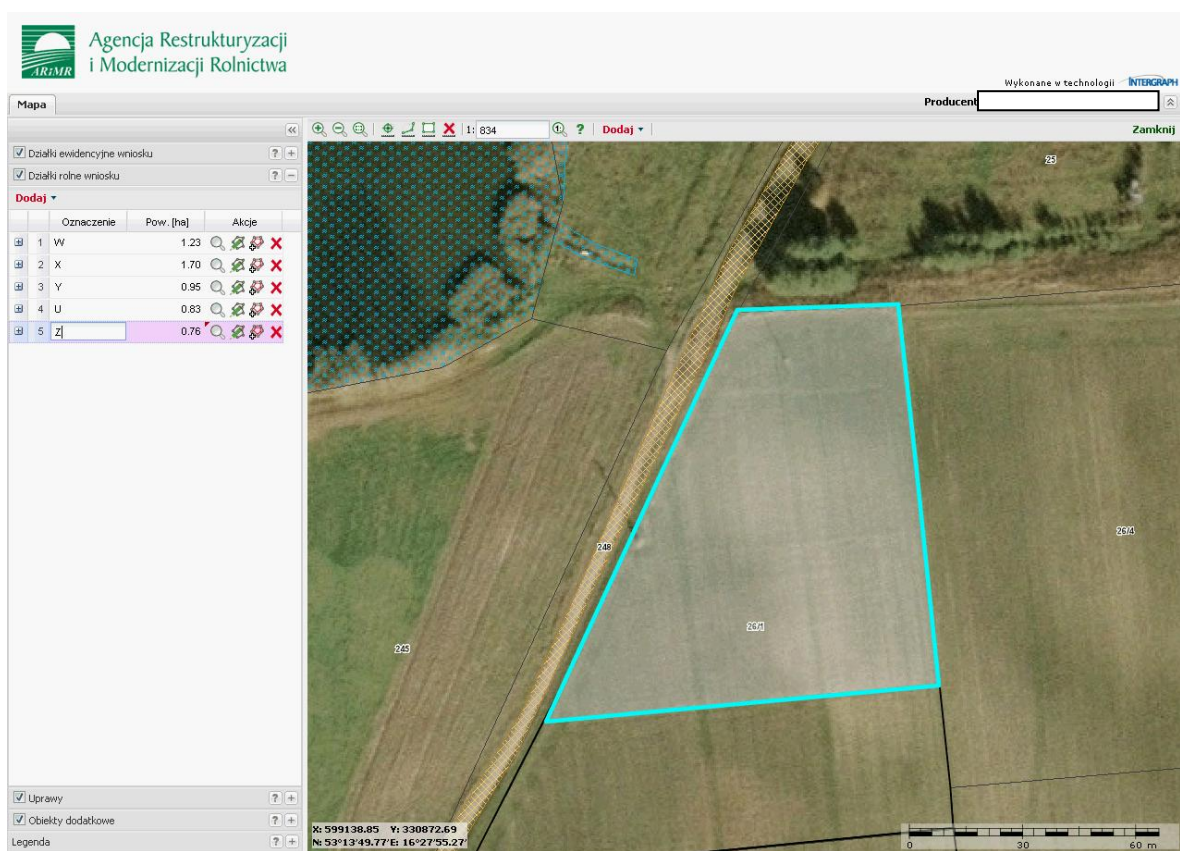 Agencja Restrukturyzacji
i Modernizacji Rolnictwa
ARiMR
Wykonane w technologii INTERGRAPH
Mapa
Producent
1: 834
? Dodaj
Zamknij
Działki ewidencyjne wniosku ? +
Działki rolne wniosku ? −
Dodaj
Oznaczenie Pow. [ha] Akcje
1 W 1.23
2 X 1.70
3 Y 0.95
4 U 0.83
5 Z 0.76
25
248
26/4
26/1
245
Uprawy ? +
Obiekty dodatkowe ? +
Legenda ? +
X: 599138.85 Y: 330872.69
N: 53°13'49.77'E: 16°27'55.27'
0 30 60 m